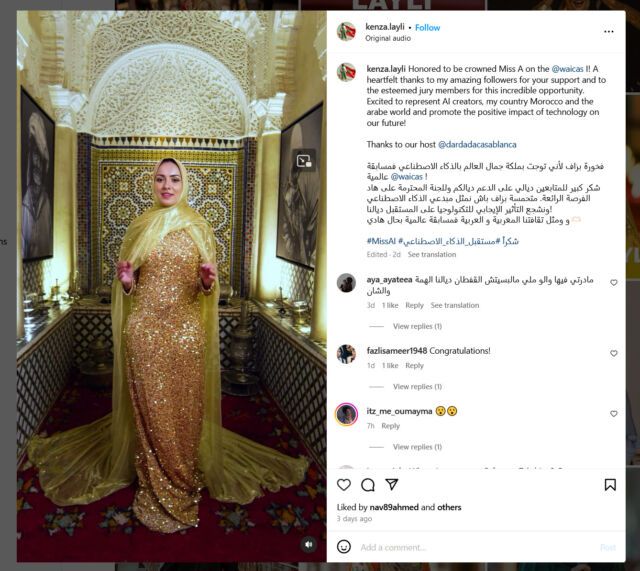 LAYLI
kenza.layli • Follow
Original audio
kenza.layli Honored to be crowned Miss A on the @waicas I! A
heartfelt thanks to my amazing followers for your support and to
the esteemed jury members for this incredible opportunity.
Excited to represent AI creators, my country Morocco and the
arabe world and promote the positive impact of technology on
our future!
Thanks to our host @dardadacasablanca
فخورة بزاف لأني توجت بملكة جمال العالم بالذكاء الاصطناعي فمسابقة
عالمية @waicas !
شكر كبير للمتابعين ديالي على الدعم ديالكم وللجنة المحترمة على هاد
الفرصة الرائعة. متحمسة بزاف باش نمثل مبدعي الذكاء الاصطناعي
ونشجع التأثير الإيجابي للتكنولوجيا على المستقبل ديالنا!
و ومثل تقافتنا المغربية و العربية فمسابقة عالمية بحال هادي 🫶🏻
شكراً #مستقبل_الذكاء_الاصطناعي #MissAI
Edited · 2d See translation
aya_ayateea مادرتي فيها والو ملي مالبسيتش القفطان ديالنا الهمة
والشان
3d 1 like Reply See translation
View replies (1)
fazlisameer1948 Congratulations!
1d 1 like Reply
View replies (1)
itz_me_oumayma 😮😮
7h Reply
View replies (1)
Liked by nav89ahmed and others
3 days ago
Add a comment...
Post
ns